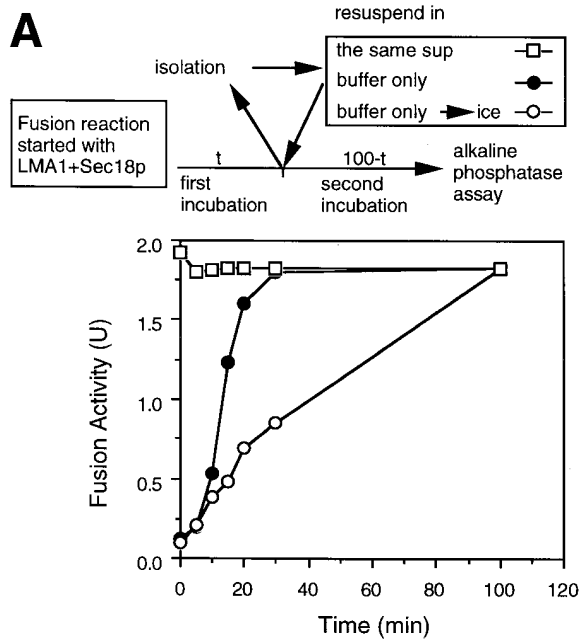 A
resuspend in
the same sup
isolation
buffer only
buffer only ice
Fusion reaction
started with
LMA1+Sec18p
t
100-t
first
incubation
second
incubation
alkaline
phosphatase
assay
2.0
1.5
1.0
0.5
0.0
Fusion Activity (U)
0 20 40 60 80 100 120
Time (min)